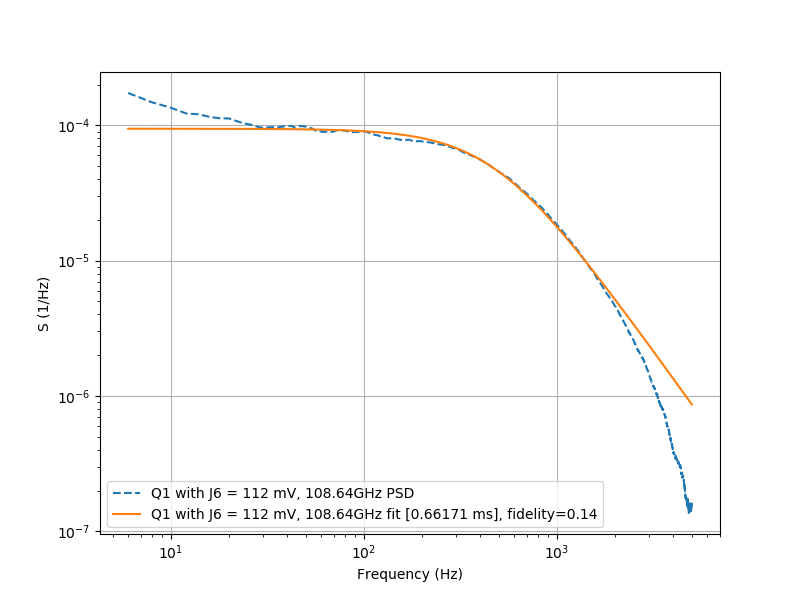 10⁻⁴
10⁻⁵
10⁻⁶
10⁻⁷
S (1/Hz)
Q1 with J6 = 112 mV, 108.64GHz PSD
Q1 with J6 = 112 mV, 108.64GHz fit [0.66171 ms], fidelity=0.14
10¹ 10² 10³
Frequency (Hz)